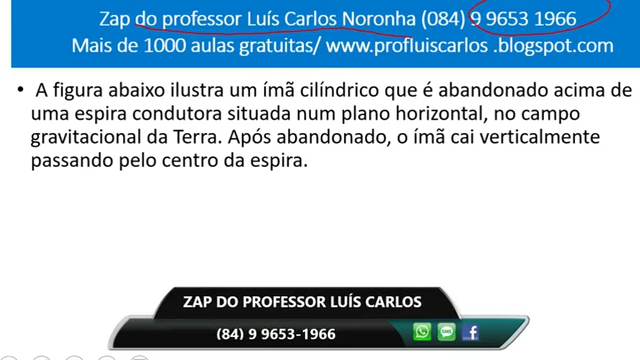 Zap do professor Luís Carlos Noronha (084) 9 9653 1966
Mais de 1000 aulas gratuitas/ www.profluiscarlos .blogspot.com
• A figura abaixo ilustra um ímã cilíndrico que é abandonado acima de
uma espira condutora situada num plano horizontal, no campo
gravitacional da Terra. Após abandonado, o ímã cai verticalmente
passando pelo centro da espira.
ZAP DO PROFESSOR LUÍS CARLOS
(84) 9 9653-1966